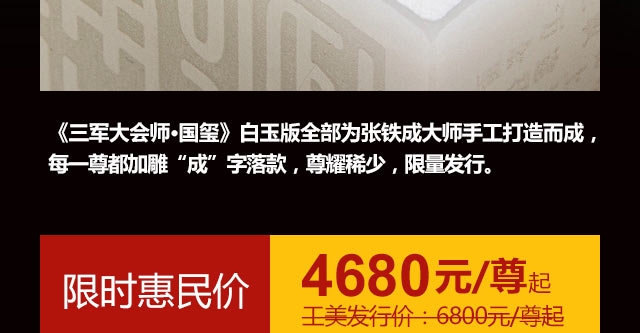 《三军大会师·国玺》白玉版全部为张铁成大师手工打造而成，
每一尊都加雕“成”字落款，尊耀稀少，限量发行。
限时惠民价
4680元/尊起
工美发行价：6800元/尊起